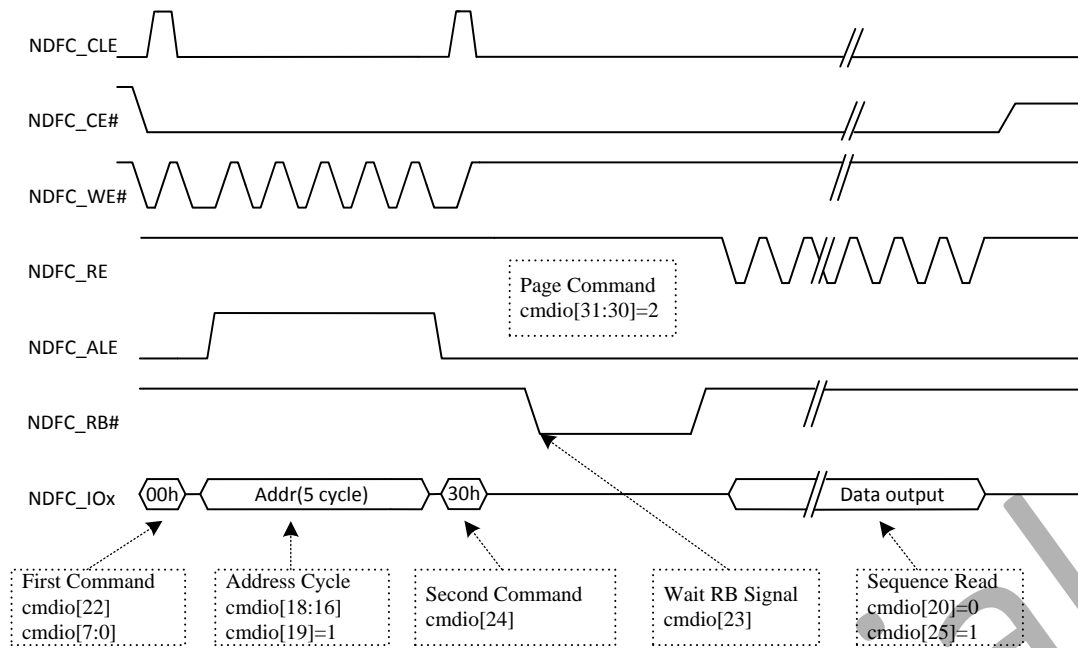 NDFC_CLE
NDFC_CE#
NDFC_WE#
NDFC_RE
Page Command
cmdio[31:30]=2
NDFC_ALE
NDFC_RB#
NDFC_IOx
00h
Addr(5 cycle)
30h
Data output
First Command
cmdio[22]
cmdio[7:0]
Address Cycle
cmdio[18:16]
cmdio[19]=1
Second Command
cmdio[24]
Wait RB Signal
cmdio[23]
Sequence Read
cmdio[20]=0
cmdio[25]=1